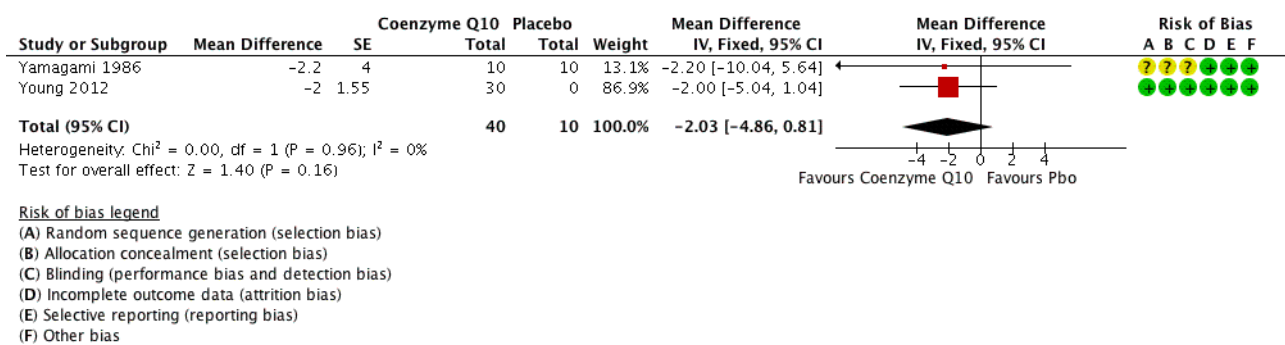 Coenzyme Q10 Placebo Mean Difference Mean Difference Risk of Bias
Study or Subgroup Mean Difference SE Total Total Weight IV, Fixed, 95% CI IV, Fixed, 95% CI A B C D E F
Yamagami 1986 -2.2 4 10 10 13.1% -2.20 [-10.04, 5.64] ? ? ? + + +
Young 2012 -2 1.55 30 0 86.9% -2.00 [-5.04, 1.04] + + + + + +
Total (95% CI) 40 10 100.0% -2.03 [-4.86, 0.81]
Heterogeneity: Chi² = 0.00, df = 1 (P = 0.96); I² = 0%
Test for overall effect: Z = 1.40 (P = 0.16)
-4 -2 0 2 4
Favours Coenzyme Q10 Favours Pbo
Risk of bias legend
(A) Random sequence generation (selection bias)
(B) Allocation concealment (selection bias)
(C) Blinding (performance bias and detection bias)
(D) Incomplete outcome data (attrition bias)
(E) Selective reporting (reporting bias)
(F) Other bias